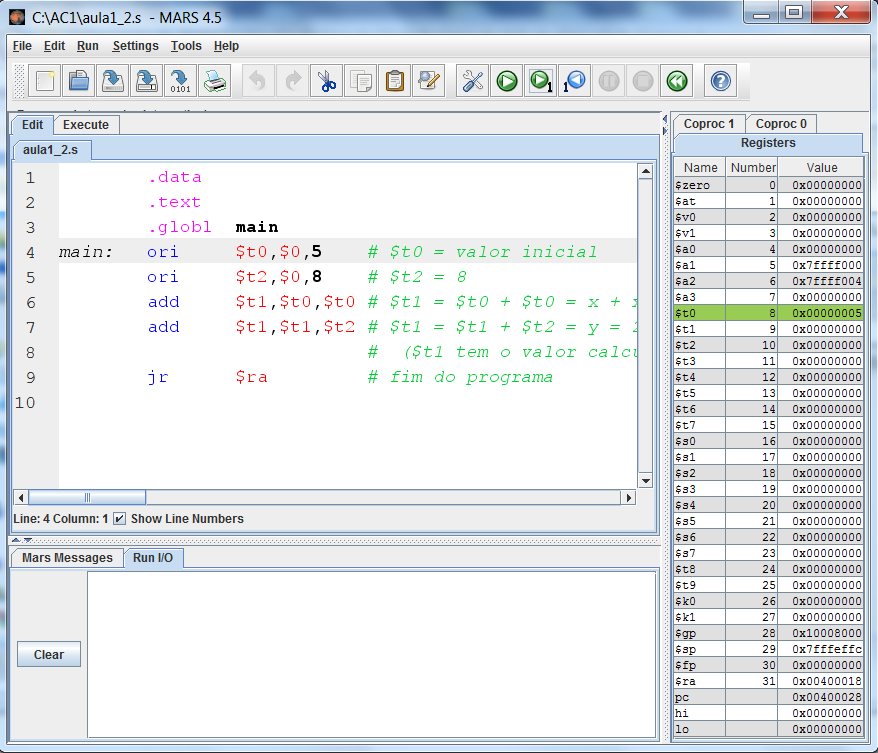 C:\AC1\aula1_2.s - MARS 4.5
File Edit Run Settings Tools Help
Edit Execute
aula1_2.s
1 .data
2 .text
3 .globl main
4 main: ori $t0,$0,5 # $t0 = valor inicial
5 ori $t2,$0,8 # $t2 = 8
6 add $t1,$t0,$t0 # $t1 = $t0 + $t0 = x +
7 add $t1,$t1,$t2 # $t1 = $t1 + $t2 = y =
8 # ($t1 tem o valor
9 jr $ra # fim do programa
10
Line: 4 Column: 1 Show Line Numbers
Mars Messages Run I/O
Clear
Coproc 1 Coproc 0
Registers
Name Number Value
$zero 0 0x00000000
$at 1 0x00000000
$v0 2 0x00000000
$v1 3 0x00000000
$a0 4 0x00000000
$a1 5 0x7ffff000
$a2 6 0x7ffff004
$a3 7 0x00000000
$t0 8 0x00000005
$t1 9 0x00000000
$t2 10 0x00000000
$t3 11 0x00000000
$t4 12 0x00000000
$t5 13 0x00000000
$t6 14 0x00000000
$t7 15 0x00000000
$s0 16 0x00000000
$s1 17 0x00000000
$s2 18 0x00000000
$s3 19 0x00000000
$s4 20 0x00000000
$s5 21 0x00000000
$s6 22 0x00000000
$s7 23 0x00000000
$t8 24 0x00000000
$t9 25 0x00000000
$k0 26 0x00000000
$k1 27 0x00000000
$gp 28 0x10008000
$sp 29 0x7fffeffc
$fp 30 0x00000000
$ra 31 0x00400018
pc 0x00400028
hi 0x00000000
lo 0x00000000